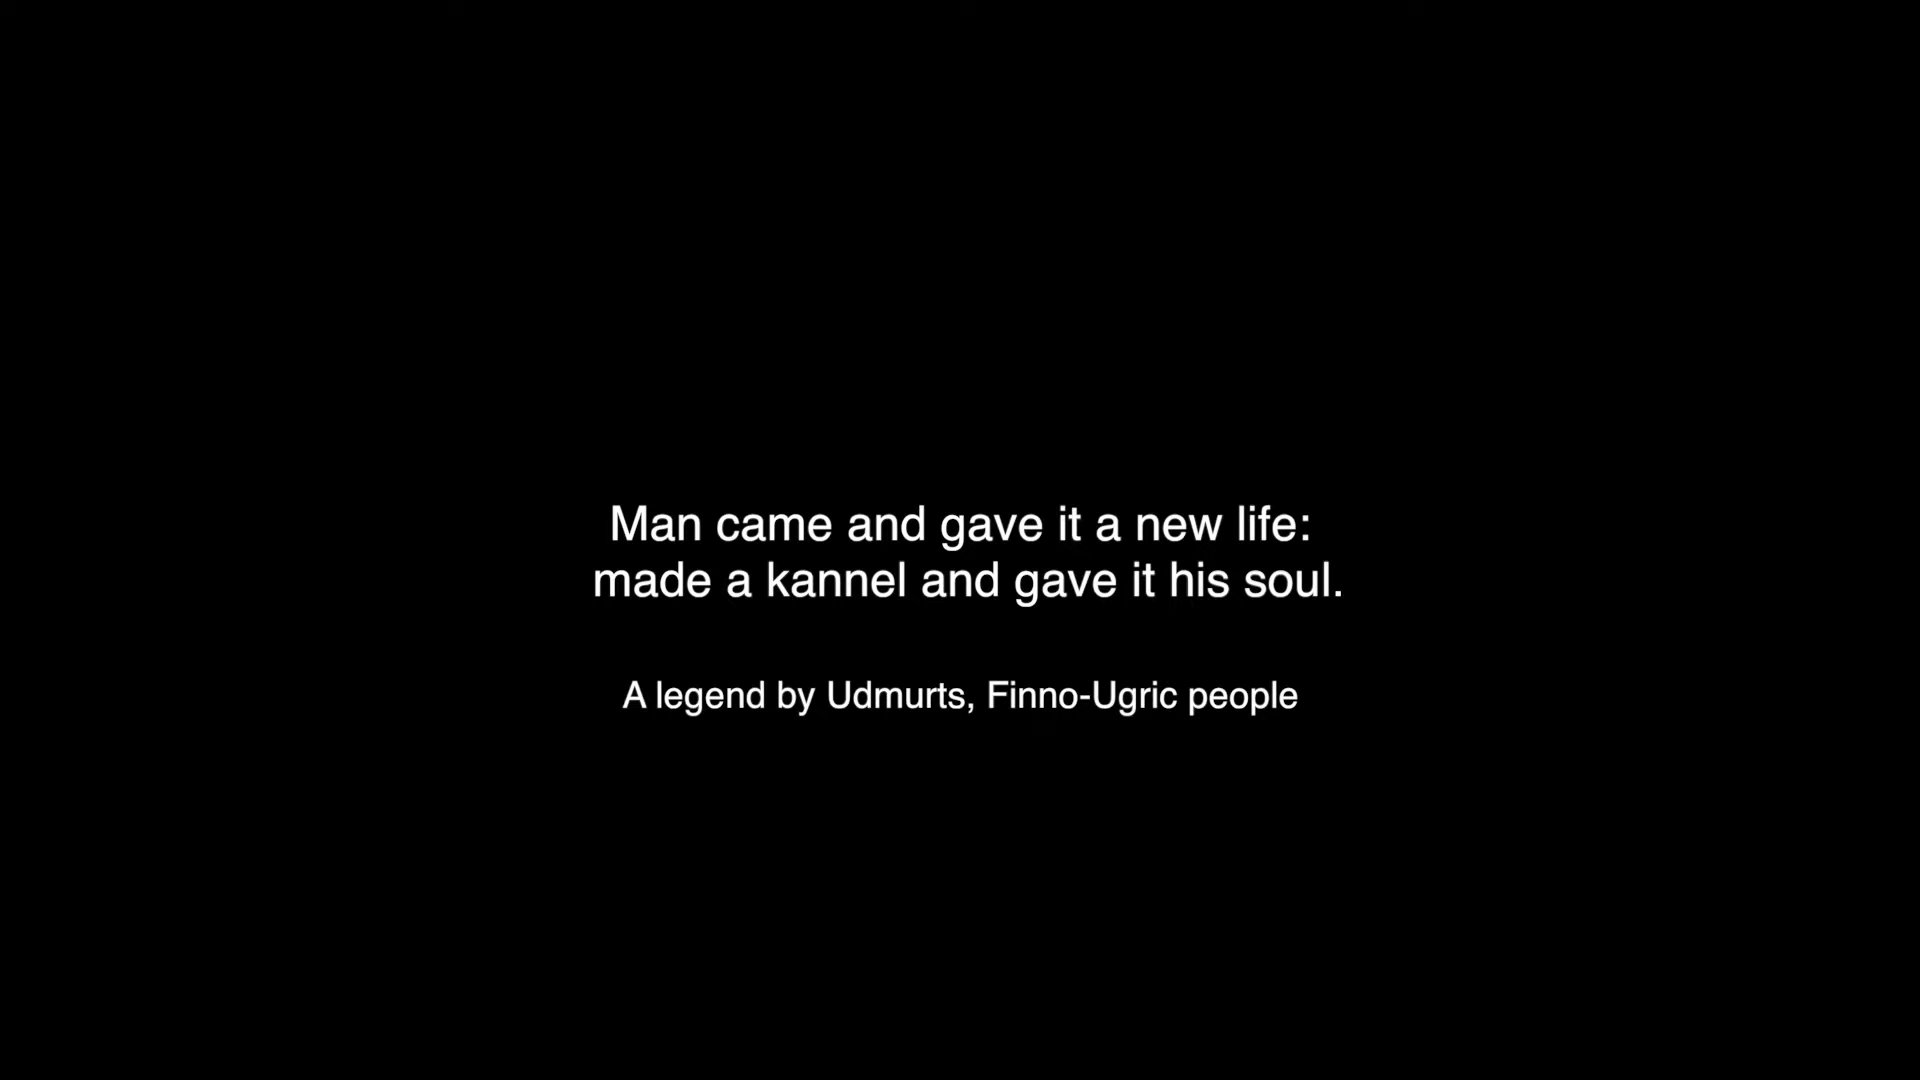 Man came and gave it a new life:
made a kannel and gave it his soul.
A legend by Udmurts, Finno-Ugric people